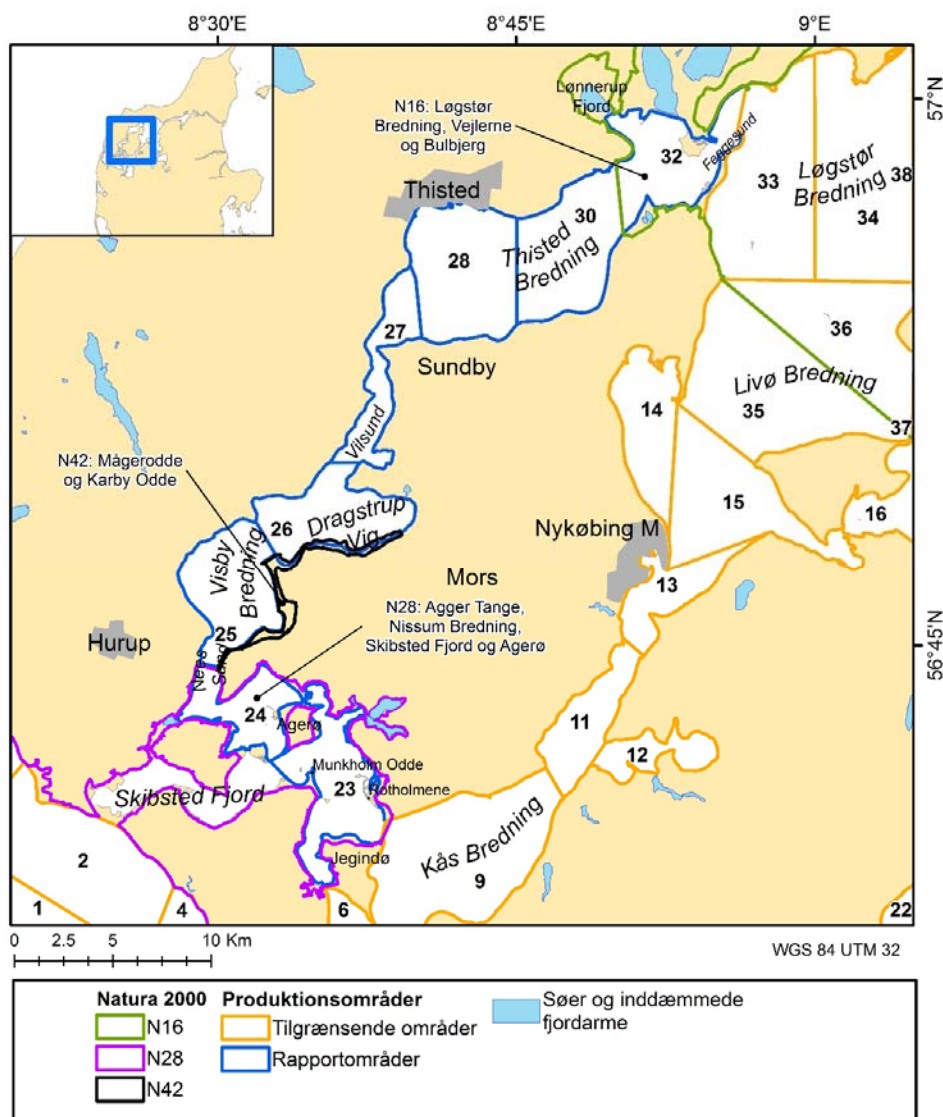 8°30'E
8°45'E
9°E
57°N
56°45'N
Lønnerup
Fjord
N16: Løgstør
Bredning, Vejlerne
og Bulbjerg
32
Feggesund
33
Løgstør
Bredning
38
34
Thisted
30
28
Thisted
Bredning
27
36
Sundby
Livø Bredning
35
37
14
Vilsund
N42: Mågerodde
og Karby Odde
15
16
26
Dragstrup
Vig
Nykøbing M
Visby
Bredning
13
Mors
N28: Agger Tange,
Nissum Bredning,
Skibsted Fjord og Agerø
25
Hurup
Nees
Sund
24
Agerø
11
12
Munkholm Odde
23
Rotholmene
Skibsted Fjord
Kås Bredning
9
Jegindø
2
1
4
6
22
0 2.5 5 10 Km
WGS 84 UTM 32
Natura 2000
N16
N28
N42
Produktionsområder
Tilgrænsende områder
Rapportområder
Søer og inddæmmede
fjordarme